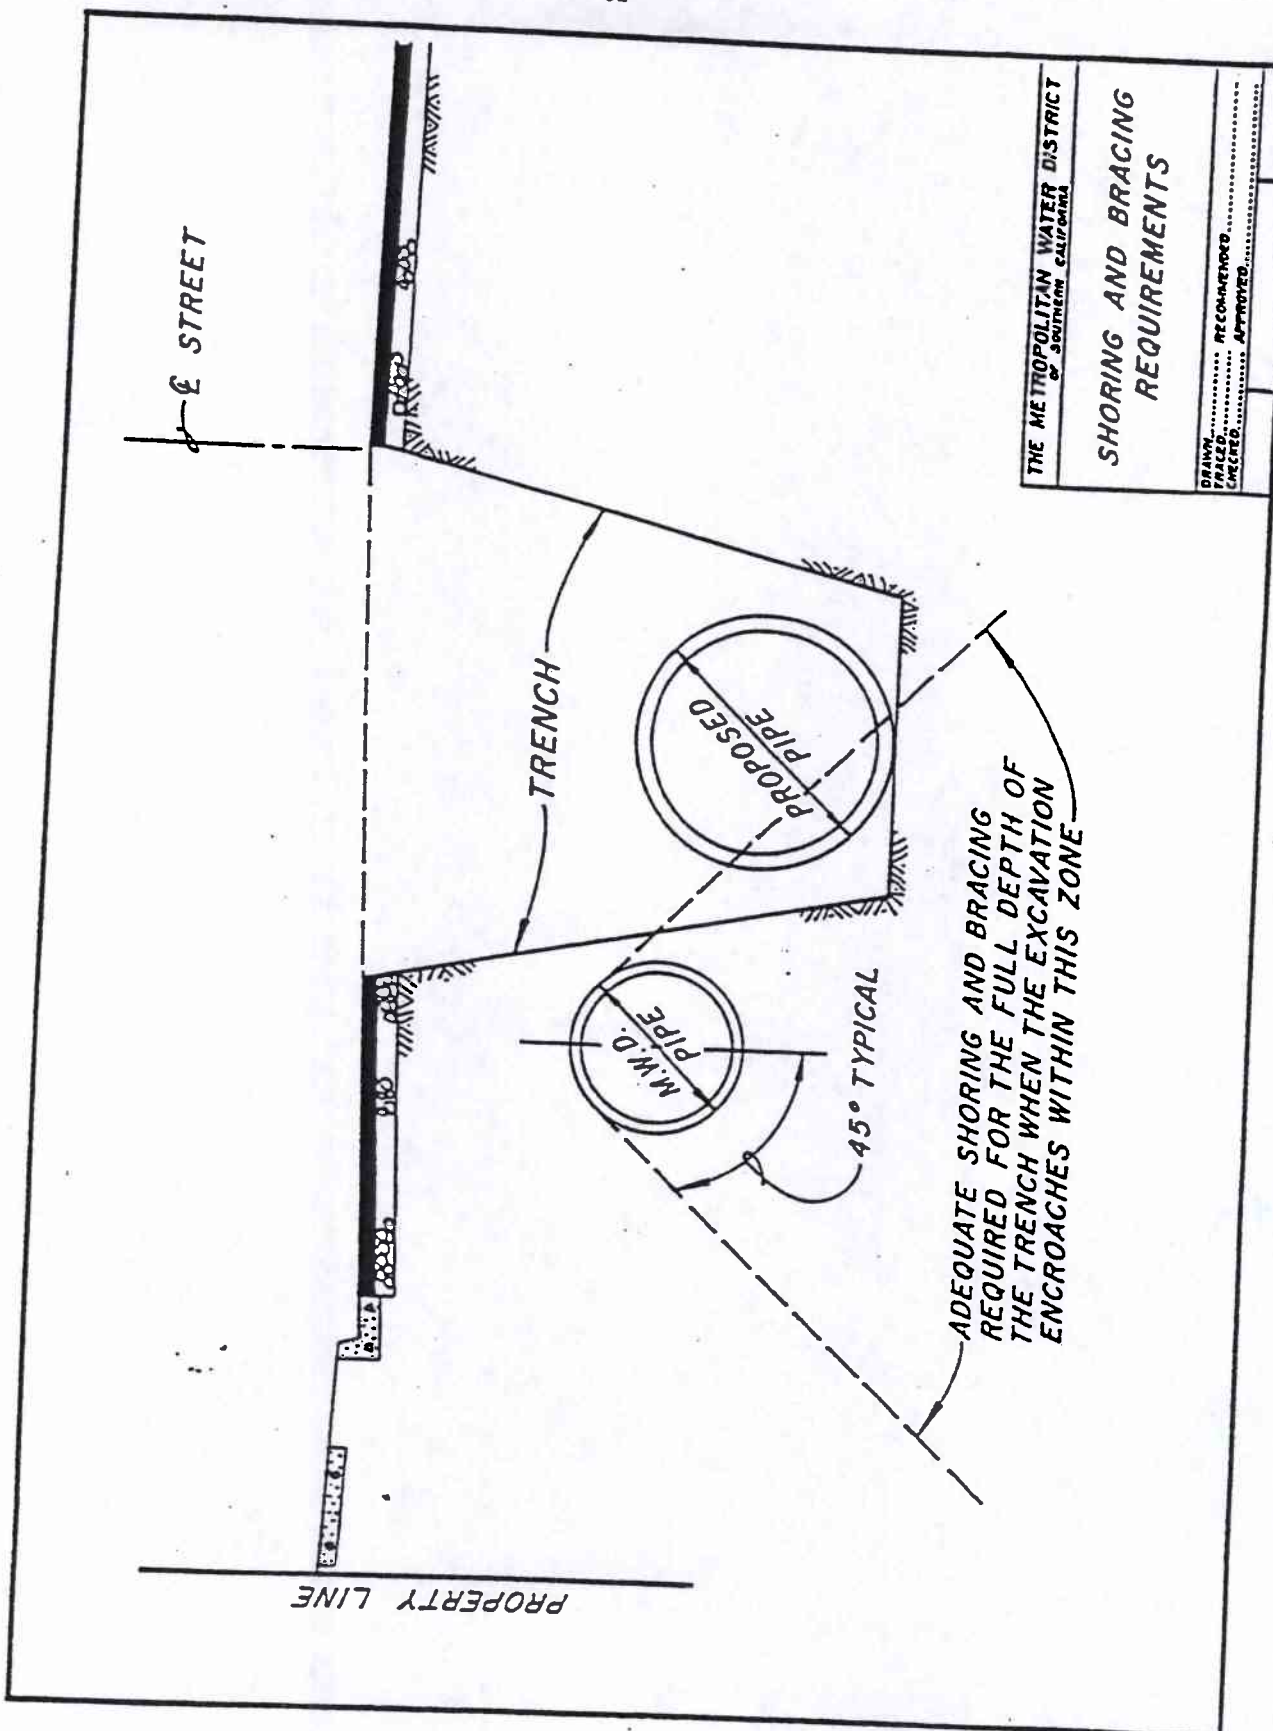 ℄ STREET
TRENCH
PROPOSED
PIPE
M.W.D.
PIPE
45° TYPICAL
PROPERTY LINE
ADEQUATE SHORING AND BRACING
REQUIRED FOR THE FULL DEPTH OF
THE TRENCH WHEN THE EXCAVATION
ENCROACHES WITHIN THIS ZONE
THE METROPOLITAN WATER DISTRICT
OF SOUTHERN CALIFORNIA
SHORING AND BRACING
REQUIREMENTS
DRAWN
TRACED RECOMMENDED
CHECKED APPROVED